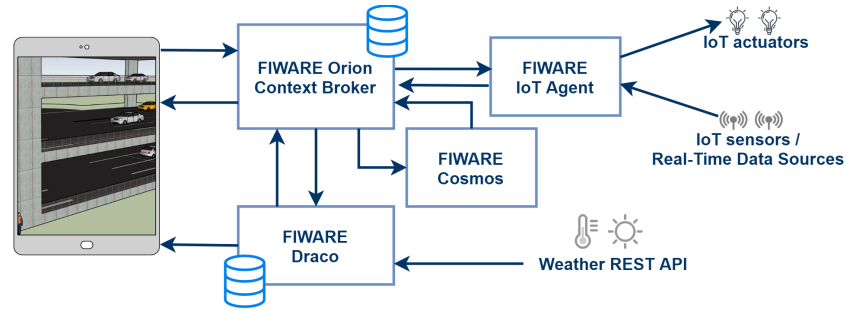 FIWARE Orion
Context Broker
FIWARE
IoT Agent
IoT actuators
IoT sensors /
Real-Time Data Sources
FIWARE
Cosmos
FIWARE
Draco
Weather REST API